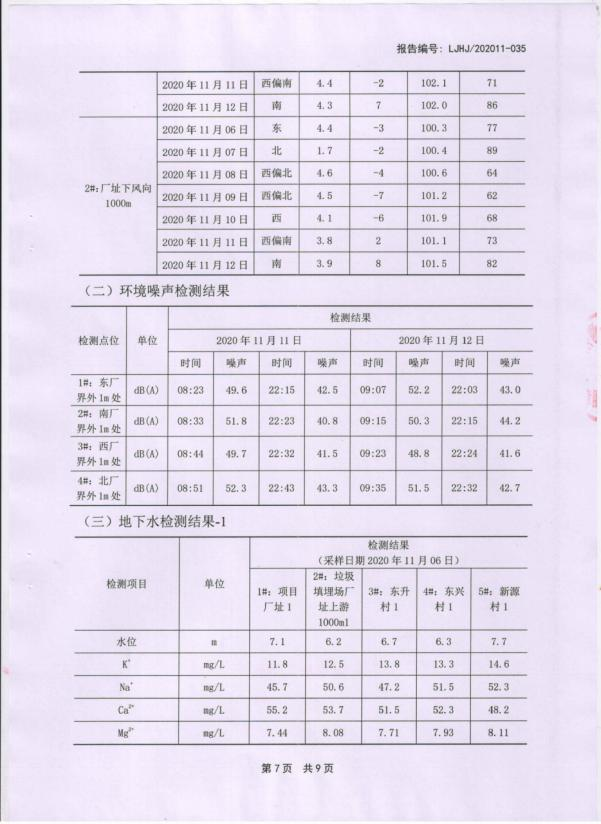 报告编号：LJHJ/202011-035
2020 年 11 月 11 日 西偏南 4.4 -2 102.1 71
2020 年 11 月 12 日 南 4.3 7 102.0 86
2#:厂址下风向
1000m
2020 年 11 月 06 日 东 4.4 -3 100.3 77
2020 年 11 月 07 日 北 1.7 -2 100.4 89
2020 年 11 月 08 日 西偏北 4.6 -4 100.6 64
2020 年 11 月 09 日 西偏北 4.5 -7 101.2 62
2020 年 11 月 10 日 西 4.1 -6 101.9 68
2020 年 11 月 11 日 西偏南 3.8 2 101.1 73
2020 年 11 月 12 日 南 3.9 8 101.5 82
（二）环境噪声检测结果
检测点位 单位 检测结果
2020 年 11 月 11 日 2020 年 11 月 12 日
时间 噪声 时间 噪声 时间 噪声 时间 噪声
1#：东厂
界外 1m 处 dB(A) 08:23 49.6 22:15 42.5 09:07 52.2 22:03 43.0
2#：南厂
界外 1m 处 dB(A) 08:33 51.8 22:23 40.8 09:15 50.3 22:15 44.2
3#：西厂
界外 1m 处 dB(A) 08:44 49.7 22:32 41.5 09:23 48.8 22:24 41.6
4#：北厂
界外 1m 处 dB(A) 08:51 52.3 22:43 43.3 09:35 51.5 22:32 42.7
（三）地下水检测结果-1
检测项目 单位 检测结果
（采样日期 2020 年 11 月 06 日）
1#：项目
厂址 1
2#：垃圾
填埋场厂
址上游
1000m1
3#：东升
村 1
4#：东兴
村 1
5#：新源
村 1
水位 m 7.1 6.2 6.7 6.3 7.7
K⁺ mg/L 11.8 12.5 13.8 13.3 14.6
Na⁺ mg/L 45.7 50.6 47.2 51.5 52.3
Ca²⁺ mg/L 55.2 53.7 51.5 52.3 48.2
Mg²⁺ mg/L 7.44 8.08 7.71 7.93 8.11
第 7 页 共 9 页